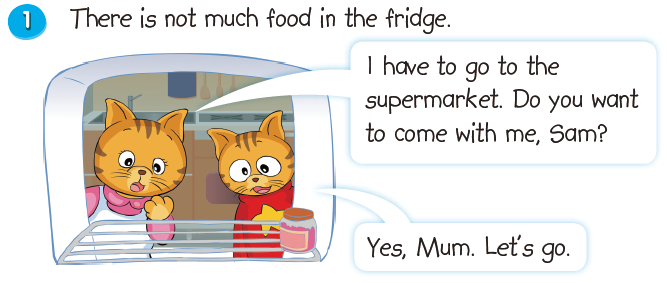 1 There is not much food in the fridge.
I have to go to the
supermarket. Do you want
to come with me, Sam?
Yes, Mum. Let's go.